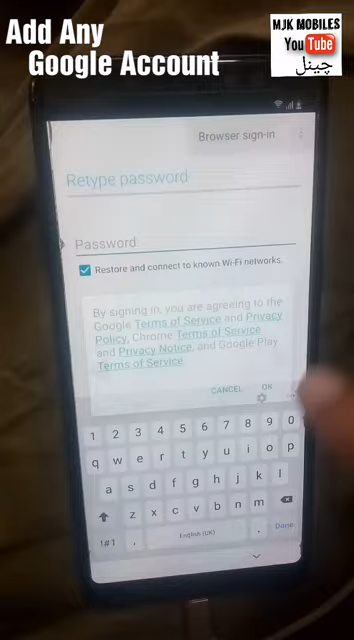 Add Any
Google Account
MJK MOBILES
YouTube
چینل
Browser sign-in
Retype password
Password
Restore and connect to known Wi-Fi networks.
By signing in, you are agreeing to the
Google Terms of Service and Privacy
Policy, Chrome Terms of Service
and Privacy Notice, and Google Play
Terms of Service.
CANCEL OK
1 2 3 4 5 6 7 8 9 0
q w e r t y u i o p
a s d f g h j k l
z x c v b n m
!#1 , English (UK) . Done